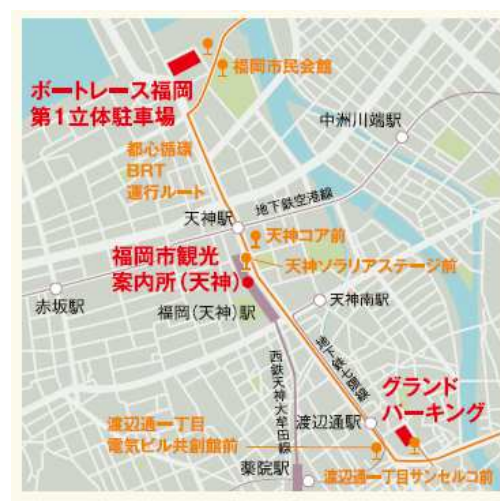 福岡市民会館
ボートレース福岡
第1立体駐車場
中洲川端駅
都心循環
BRT
運行ルート
地下鉄空港線
天神駅
天神コア前
福岡市観光
案内所(天神)
天神ソラリアステージ前
赤坂駅
天神南駅
福岡(天神)駅
地下鉄七隈線
西鉄天神大牟田線
グランド
パーキング
渡辺通駅
渡辺通一丁目
電気ビル共創館前
薬院駅
渡辺通一丁目サンセルコ前